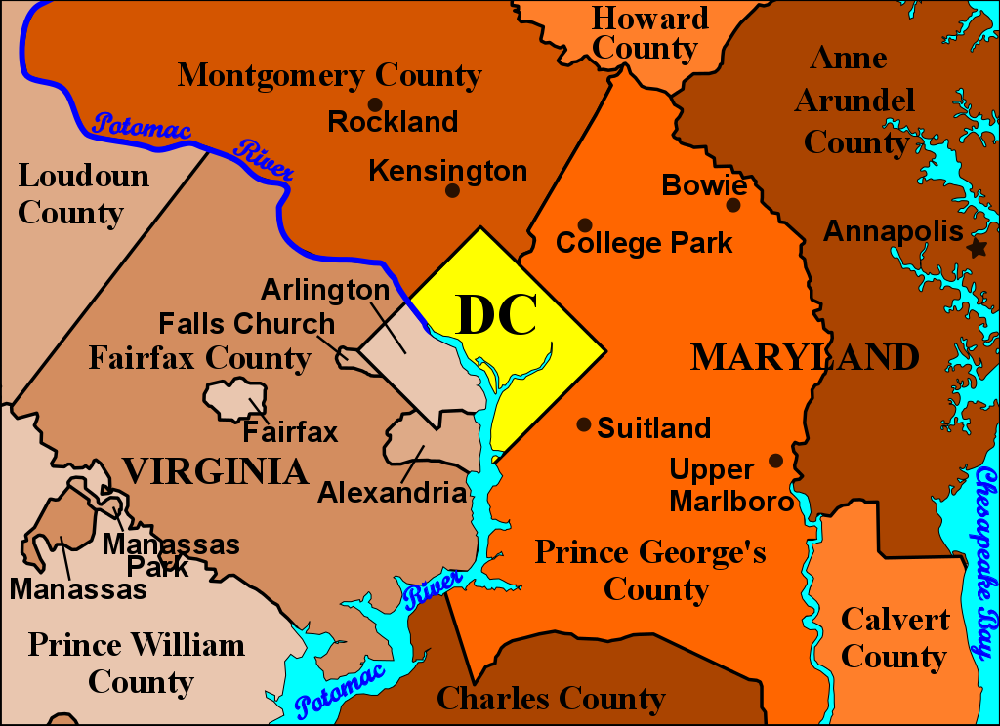 Howard
County
Montgomery County
Anne
Arundel
County
Rockland
Potomac
River
Loudoun
County
Kensington
Bowie
College Park
Annapolis
Arlington
DC
Falls Church
Fairfax County
MARYLAND
Fairfax
Suitland
VIRGINIA
Alexandria
Upper
Marlboro
Chesapeake Bay
Manassas
Park
Manassas
Prince George's
County
River
Calvert
County
Prince William
County
Potomac
Charles County